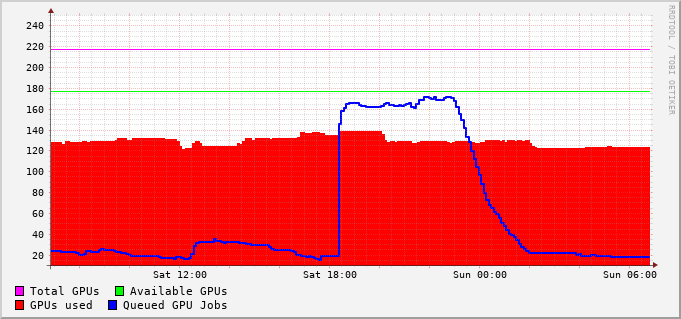 220
200
180
160
140
120
100
80
60
40
20
Sat 12:00 Sat 18:00 Sun 00:00 Sun 06:00
Total GPUs Available GPUs
GPUs used Queued GPU Jobs
RRDTOOL / TOBI OETIKER